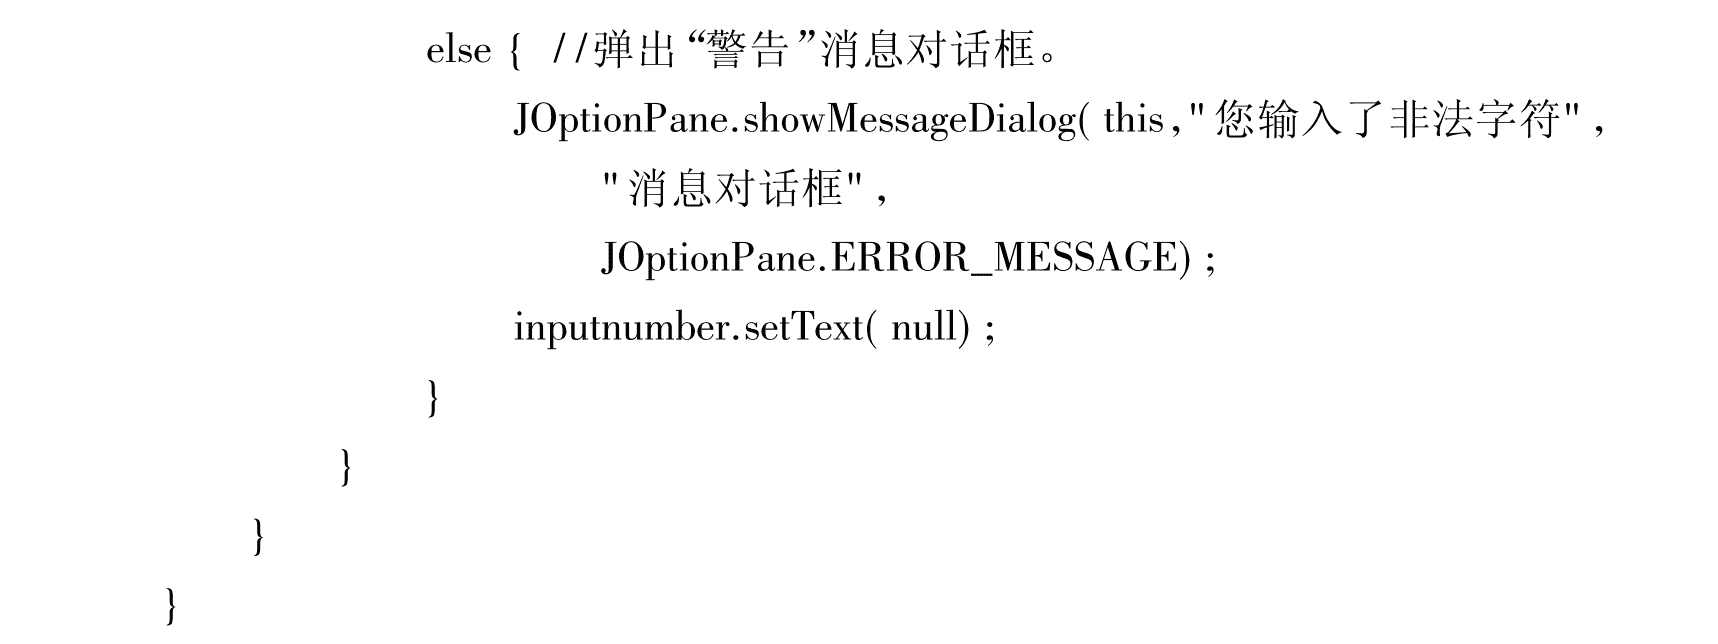 else { //弹出“警告”消息对话框。
JOptionPane.showMessageDialog( this,"您输入了非法字符",
"消息对话框",
JOptionPane.ERROR_MESSAGE) ;
inputnumber.setText( null) ;
}
}
}
}